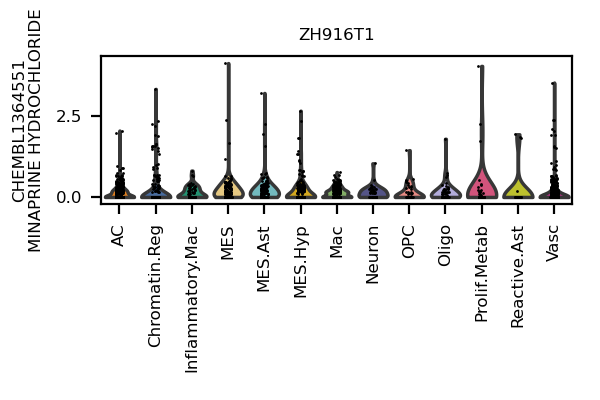 ZH916T1
CHEMBL1364551
MINAPRINE HYDROCHLORIDE
2.5
0.0
AC
Chromatin.Reg
Inflammatory.Mac
MES
MES.Ast
MES.Hyp
Mac
Neuron
OPC
Oligo
Prolif.Metab
Reactive.Ast
Vasc